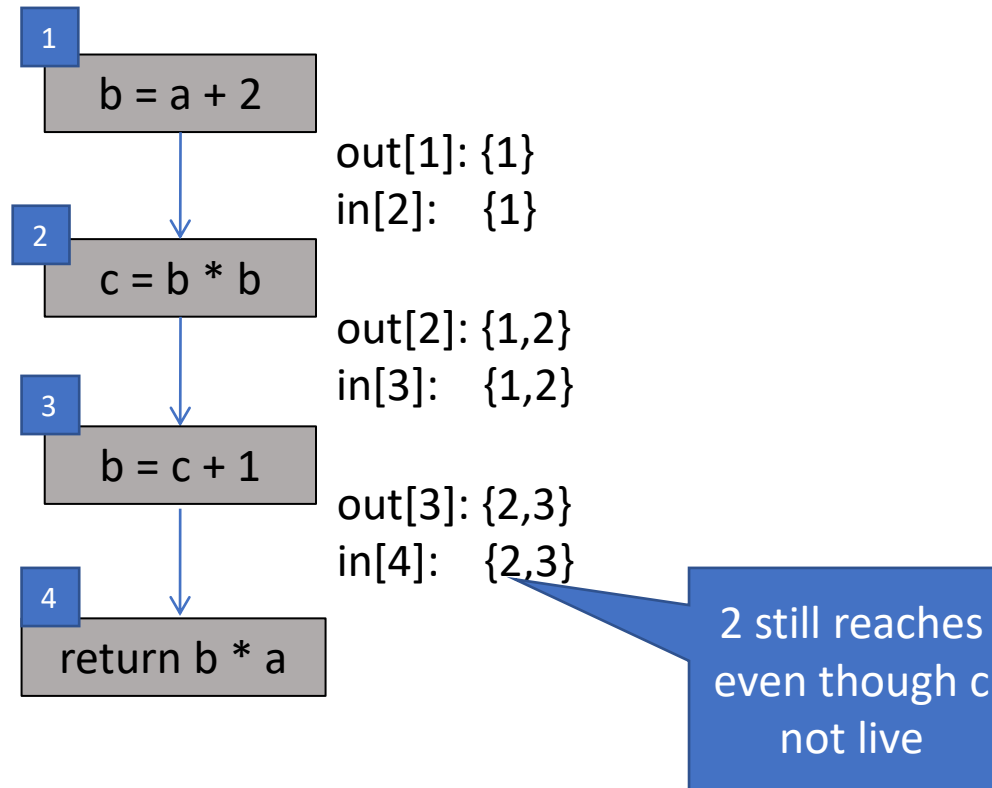 1
b = a + 2
out[1]: {1}
in[2]: {1}
2
c = b * b
out[2]: {1,2}
in[3]: {1,2}
3
b = c + 1
out[3]: {2,3}
in[4]: {2,3}
4
return b * a
2 still reaches
even though c
not live